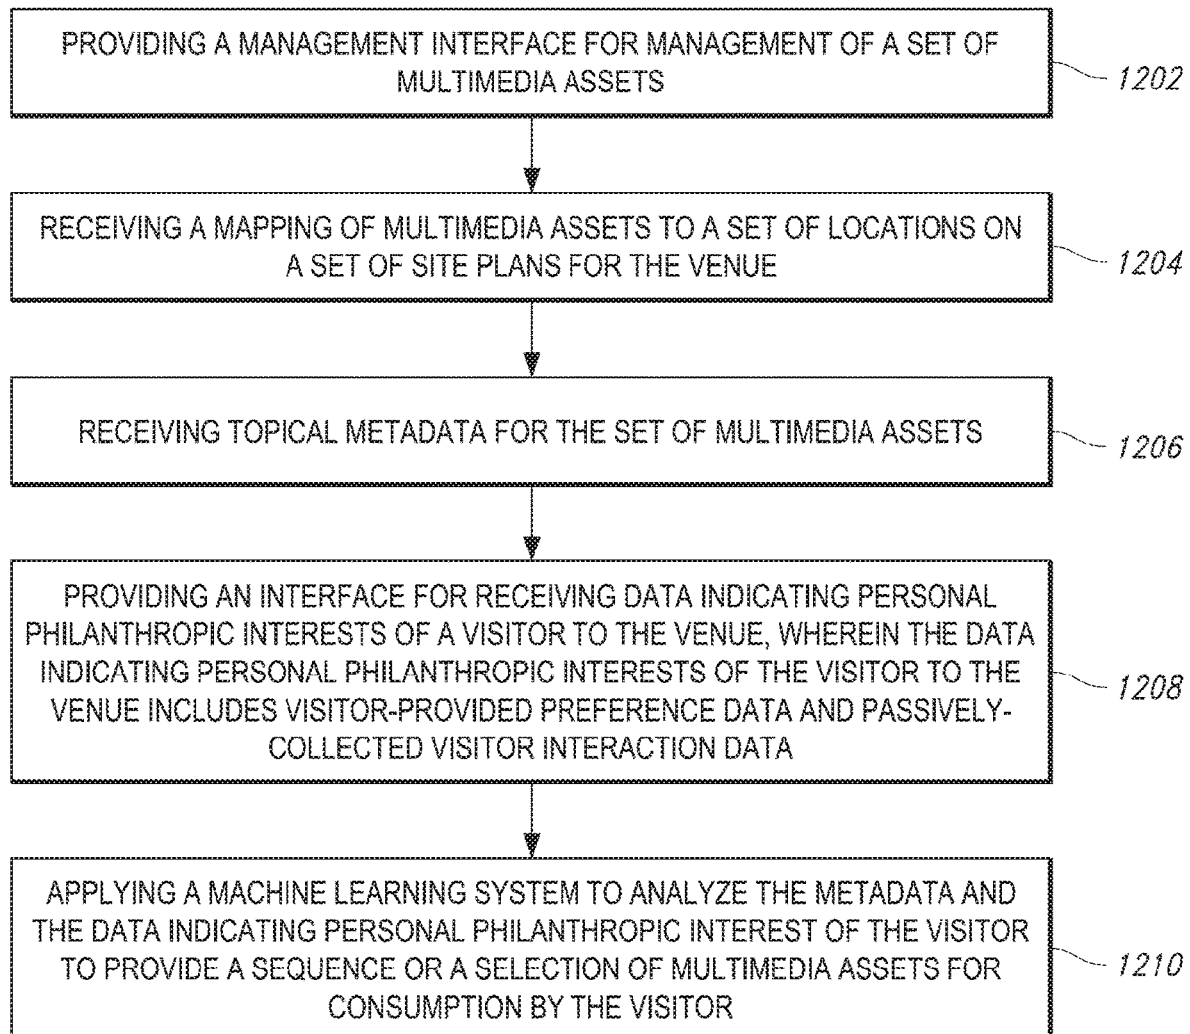 PROVIDING A MANAGEMENT INTERFACE FOR MANAGEMENT OF A SET OF
MULTIMEDIA ASSETS
1202
RECEIVING A MAPPING OF MULTIMEDIA ASSETS TO A SET OF LOCATIONS ON
A SET OF SITE PLANS FOR THE VENUE
1204
RECEIVING TOPICAL METADATA FOR THE SET OF MULTIMEDIA ASSETS
1206
PROVIDING AN INTERFACE FOR RECEIVING DATA INDICATING PERSONAL
PHILANTHROPIC INTERESTS OF A VISITOR TO THE VENUE, WHEREIN THE DATA
INDICATING PERSONAL PHILANTHROPIC INTERESTS OF THE VISITOR TO THE
VENUE INCLUDES VISITOR-PROVIDED PREFERENCE DATA AND PASSIVELY-
COLLECTED VISITOR INTERACTION DATA
1208
APPLYING A MACHINE LEARNING SYSTEM TO ANALYZE THE METADATA AND
THE DATA INDICATING PERSONAL PHILANTHROPIC INTEREST OF THE VISITOR
TO PROVIDE A SEQUENCE OR A SELECTION OF MULTIMEDIA ASSETS FOR
CONSUMPTION BY THE VISITOR
1210